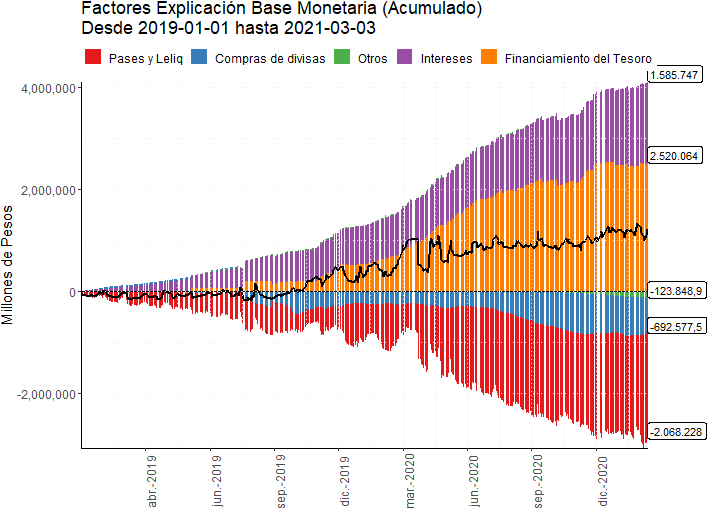 Factores Explicación Base Monetaria (Acumulado)
Desde 2019-01-01 hasta 2021-03-03
Pases y Leliq Compras de divisas Otros Intereses Financiamiento del Tesoro
1.585.747
4,000,000
2.520.064
2,000,000
Millones de Pesos
0
-123.848,9
-692.577,5
-2,000,000
-2.068.228
abr.-2019 jun.-2019 sep.-2019 dic.-2019 mar.-2020 jun.-2020 sep.-2020 dic.-2020